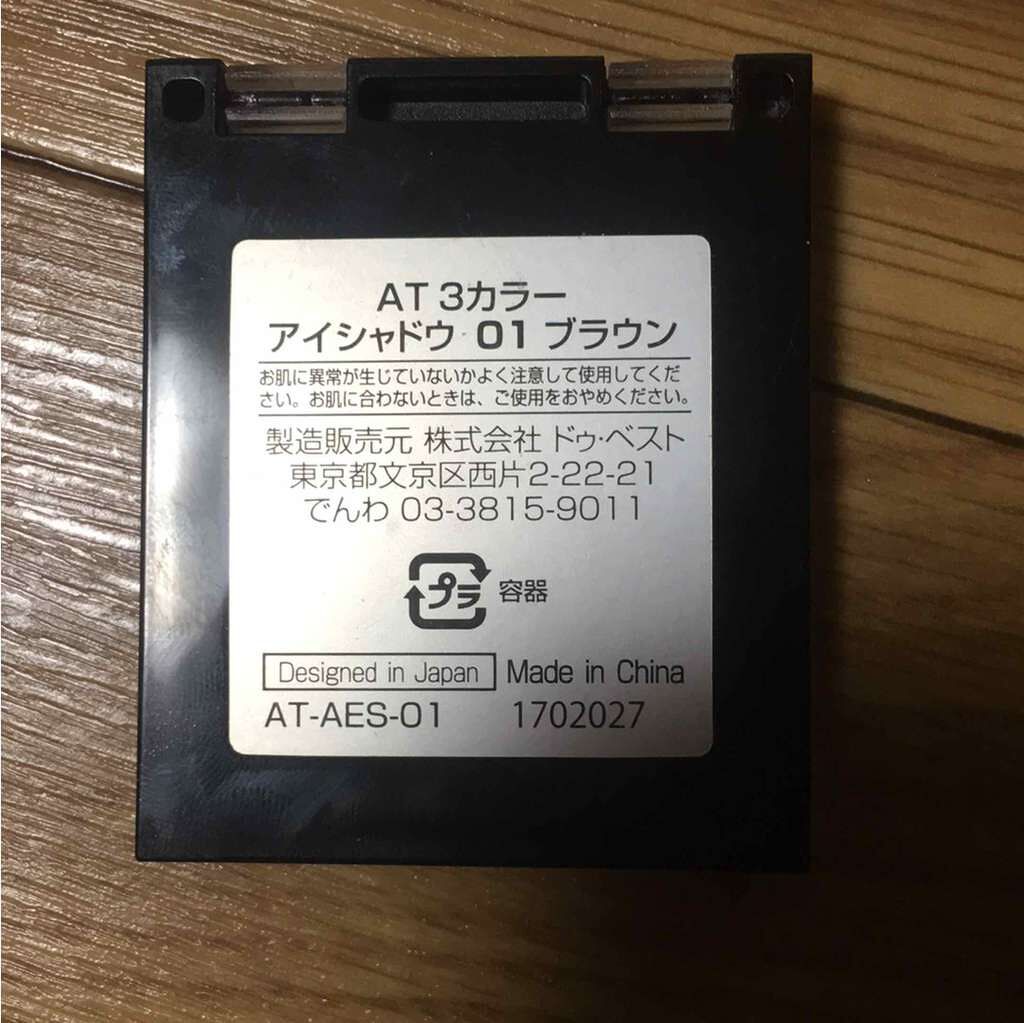 AT 3カラー
アイシャドウ 01 ブラウン
お肌に異常が生じていないかよく注意して使用してくだ
さい。お肌に合わないときは、ご使用をおやめください。
製造販売元 株式会社 ドゥ・ベスト
東京都文京区西片2-22-21
でんわ 03-3815-9011
プラ 容器
Designed in Japan Made in China
AT-AES-01 1702027